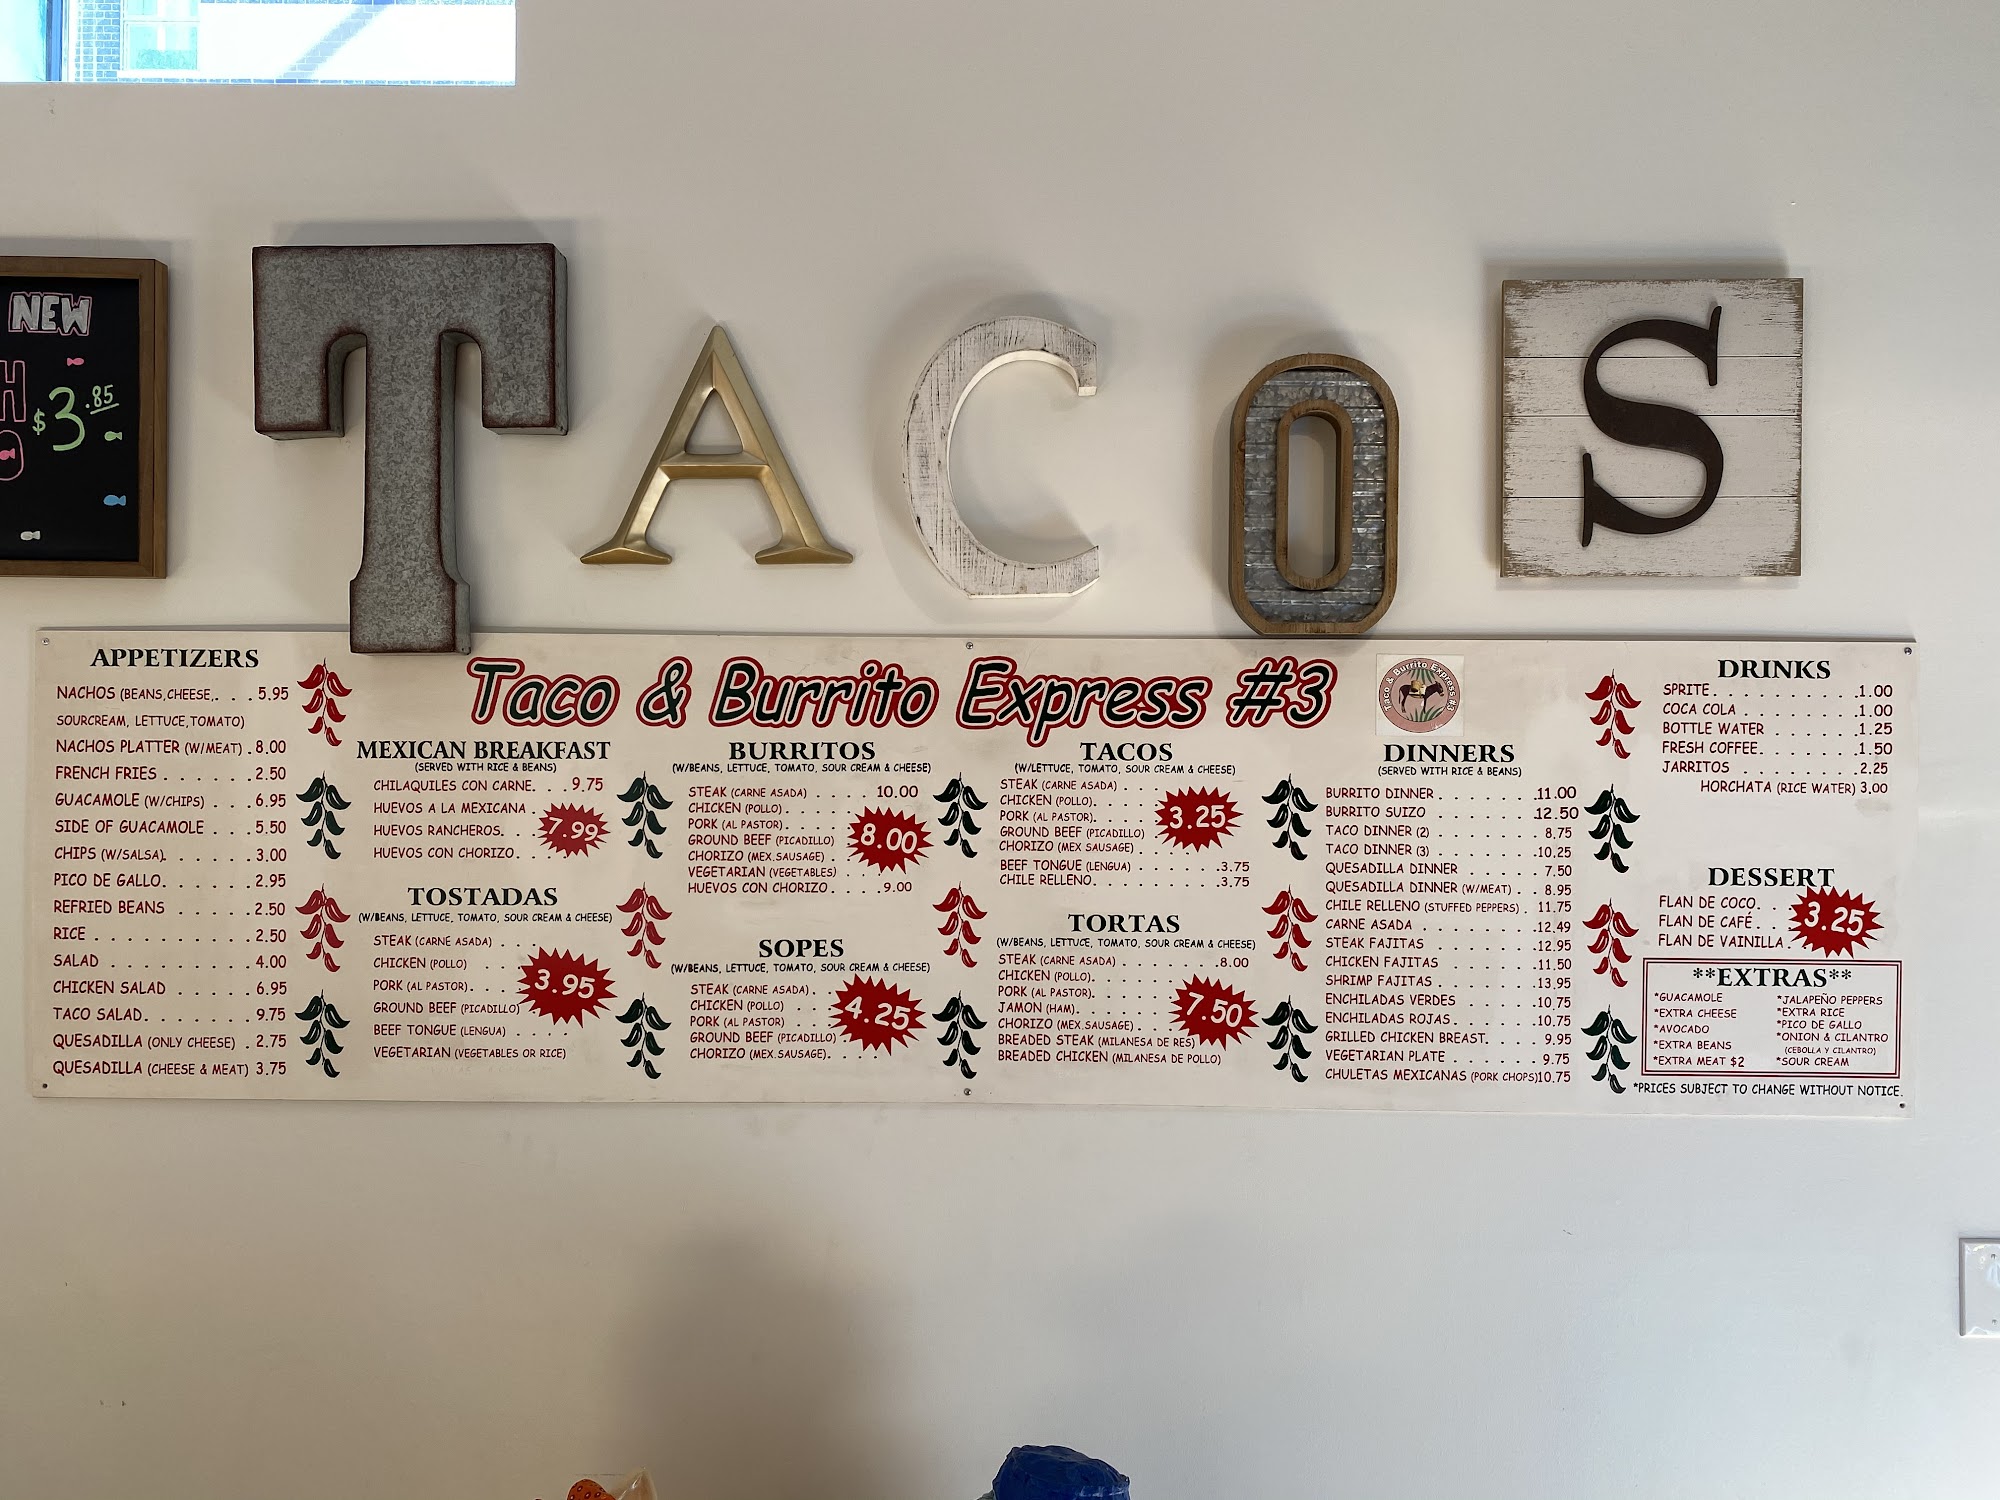 NEW
H
$3.85
O
TACOS
Taco & Burrito Express #3
Taco & Burrito Express #3
APPETIZERS
NACHOS (BEANS,CHEESE, . . . 5.95
SOURCREAM, LETTUCE,TOMATO)
NACHOS PLATTER (W/MEAT) . 8.00
FRENCH FRIES . . . . . . 2.50
GUACAMOLE (W/CHIPS) . . . 6.95
SIDE OF GUACAMOLE . . . 5.50
CHIPS (W/SALSA). . . . . 3.00
PICO DE GALLO. . . . . . 2.95
REFRIED BEANS . . . . . 2.50
RICE . . . . . . . . . . 2.50
SALAD . . . . . . . . . 4.00
CHICKEN SALAD . . . . . 6.95
TACO SALAD. . . . . . . 9.75
QUESADILLA (ONLY CHEESE) . 2.75
QUESADILLA (CHEESE & MEAT) 3.75
MEXICAN BREAKFAST
(SERVED WITH RICE & BEANS)
CHILAQUILES CON CARNE. . . 9.75
HUEVOS A LA MEXICANA .
HUEVOS RANCHEROS. . .
HUEVOS CON CHORIZO. . .
7.99
TOSTADAS
(W/BEANS, LETTUCE, TOMATO, SOUR CREAM & CHEESE)
STEAK (CARNE ASADA) . . .
CHICKEN (POLLO) . . .
PORK (AL PASTOR). . . .
GROUND BEEF (PICADILLO)
BEEF TONGUE (LENGUA) . . . .
VEGETARIAN (VEGETABLES OR RICE)
3.95
BURRITOS
(W/BEANS, LETTUCE, TOMATO, SOUR CREAM & CHEESE)
STEAK (CARNE ASADA) . . . . . 10.00
CHICKEN (POLLO) . . . . .
PORK (AL PASTOR). . . . .
GROUND BEEF (PICADILLO)
CHORIZO (MEX.SAUSAGE) .
VEGETARIAN (VEGETABLES) . . .
HUEVOS CON CHORIZO. . . . . 9.00
8.00
SOPES
(W/BEANS, LETTUCE, TOMATO, SOUR CREAM & CHEESE)
STEAK (CARNE ASADA). .
CHICKEN (POLLO) . . . .
PORK (AL PASTOR) . . .
GROUND BEEF (PICADILLO)
CHORIZO (MEX.SAUSAGE). . . .
4.25
TACOS
(W/LETTUCE, TOMATO, SOUR CREAM & CHEESE)
STEAK (CARNE ASADA) . . . .
CHICKEN (POLLO). . . . .
PORK (AL PASTOR). . . . .
GROUND BEEF (PICADILLO)
CHORIZO (MEX SAUSAGE) . . . .
BEEF TONGUE (LENGUA) . . . . . . .3.75
CHILE RELLENO. . . . . . . . . .3.75
3.25
TORTAS
(W/BEANS, LETTUCE, TOMATO, SOUR CREAM & CHEESE)
STEAK (CARNE ASADA) . . . . . . . .8.00
CHICKEN (POLLO). . . . . .
PORK (AL PASTOR). . . . . .
JAMON (HAM). . . . . . .
CHORIZO (MEX.SAUSAGE) . . .
BREADED STEAK (MILANESA DE RES)
BREADED CHICKEN (MILANESA DE POLLO)
7.50
DINNERS
(SERVED WITH RICE & BEANS)
BURRITO DINNER . . . . . . . .11.00
BURRITO SUIZO . . . . . . . .12.50
TACO DINNER (2) . . . . . . . . 8.75
TACO DINNER (3) . . . . . . . .10.25
QUESADILLA DINNER . . . . . . 7.50
QUESADILLA DINNER (W/MEAT) . . 8.95
CHILE RELLENO (STUFFED PEPPERS) . 11.75
CARNE ASADA . . . . . . . . .12.49
STEAK FAJITAS . . . . . . . .12.95
CHICKEN FAJITAS . . . . . . .11.50
SHRIMP FAJITAS . . . . . . . .13.95
ENCHILADAS VERDES . . . . . .10.75
ENCHILADAS ROJAS. . . . . . .10.75
GRILLED CHICKEN BREAST. . . . . 9.95
VEGETARIAN PLATE . . . . . . . 9.75
CHULETAS MEXICANAS (PORK CHOPS)10.75
DRINKS
SPRITE. . . . . . . . . . .1.00
COCA COLA . . . . . . . . .1.00
BOTTLE WATER . . . . . . .1.25
FRESH COFFEE. . . . . . . .1.50
JARRITOS . . . . . . . . .2.25
HORCHATA (RICE WATER) 3.00
DESSERT
FLAN DE COCO. . .
FLAN DE CAFÉ. . .
FLAN DE VAINILLA .
3.25
**EXTRAS**
*GUACAMOLE
*EXTRA CHEESE
*AVOCADO
*EXTRA BEANS
*EXTRA MEAT $2
*JALAPEÑO PEPPERS
*EXTRA RICE
*PICO DE GALLO
*ONION & CILANTRO
(CEBOLLA Y CILANTRO)
*SOUR CREAM
*PRICES SUBJECT TO CHANGE WITHOUT NOTICE.